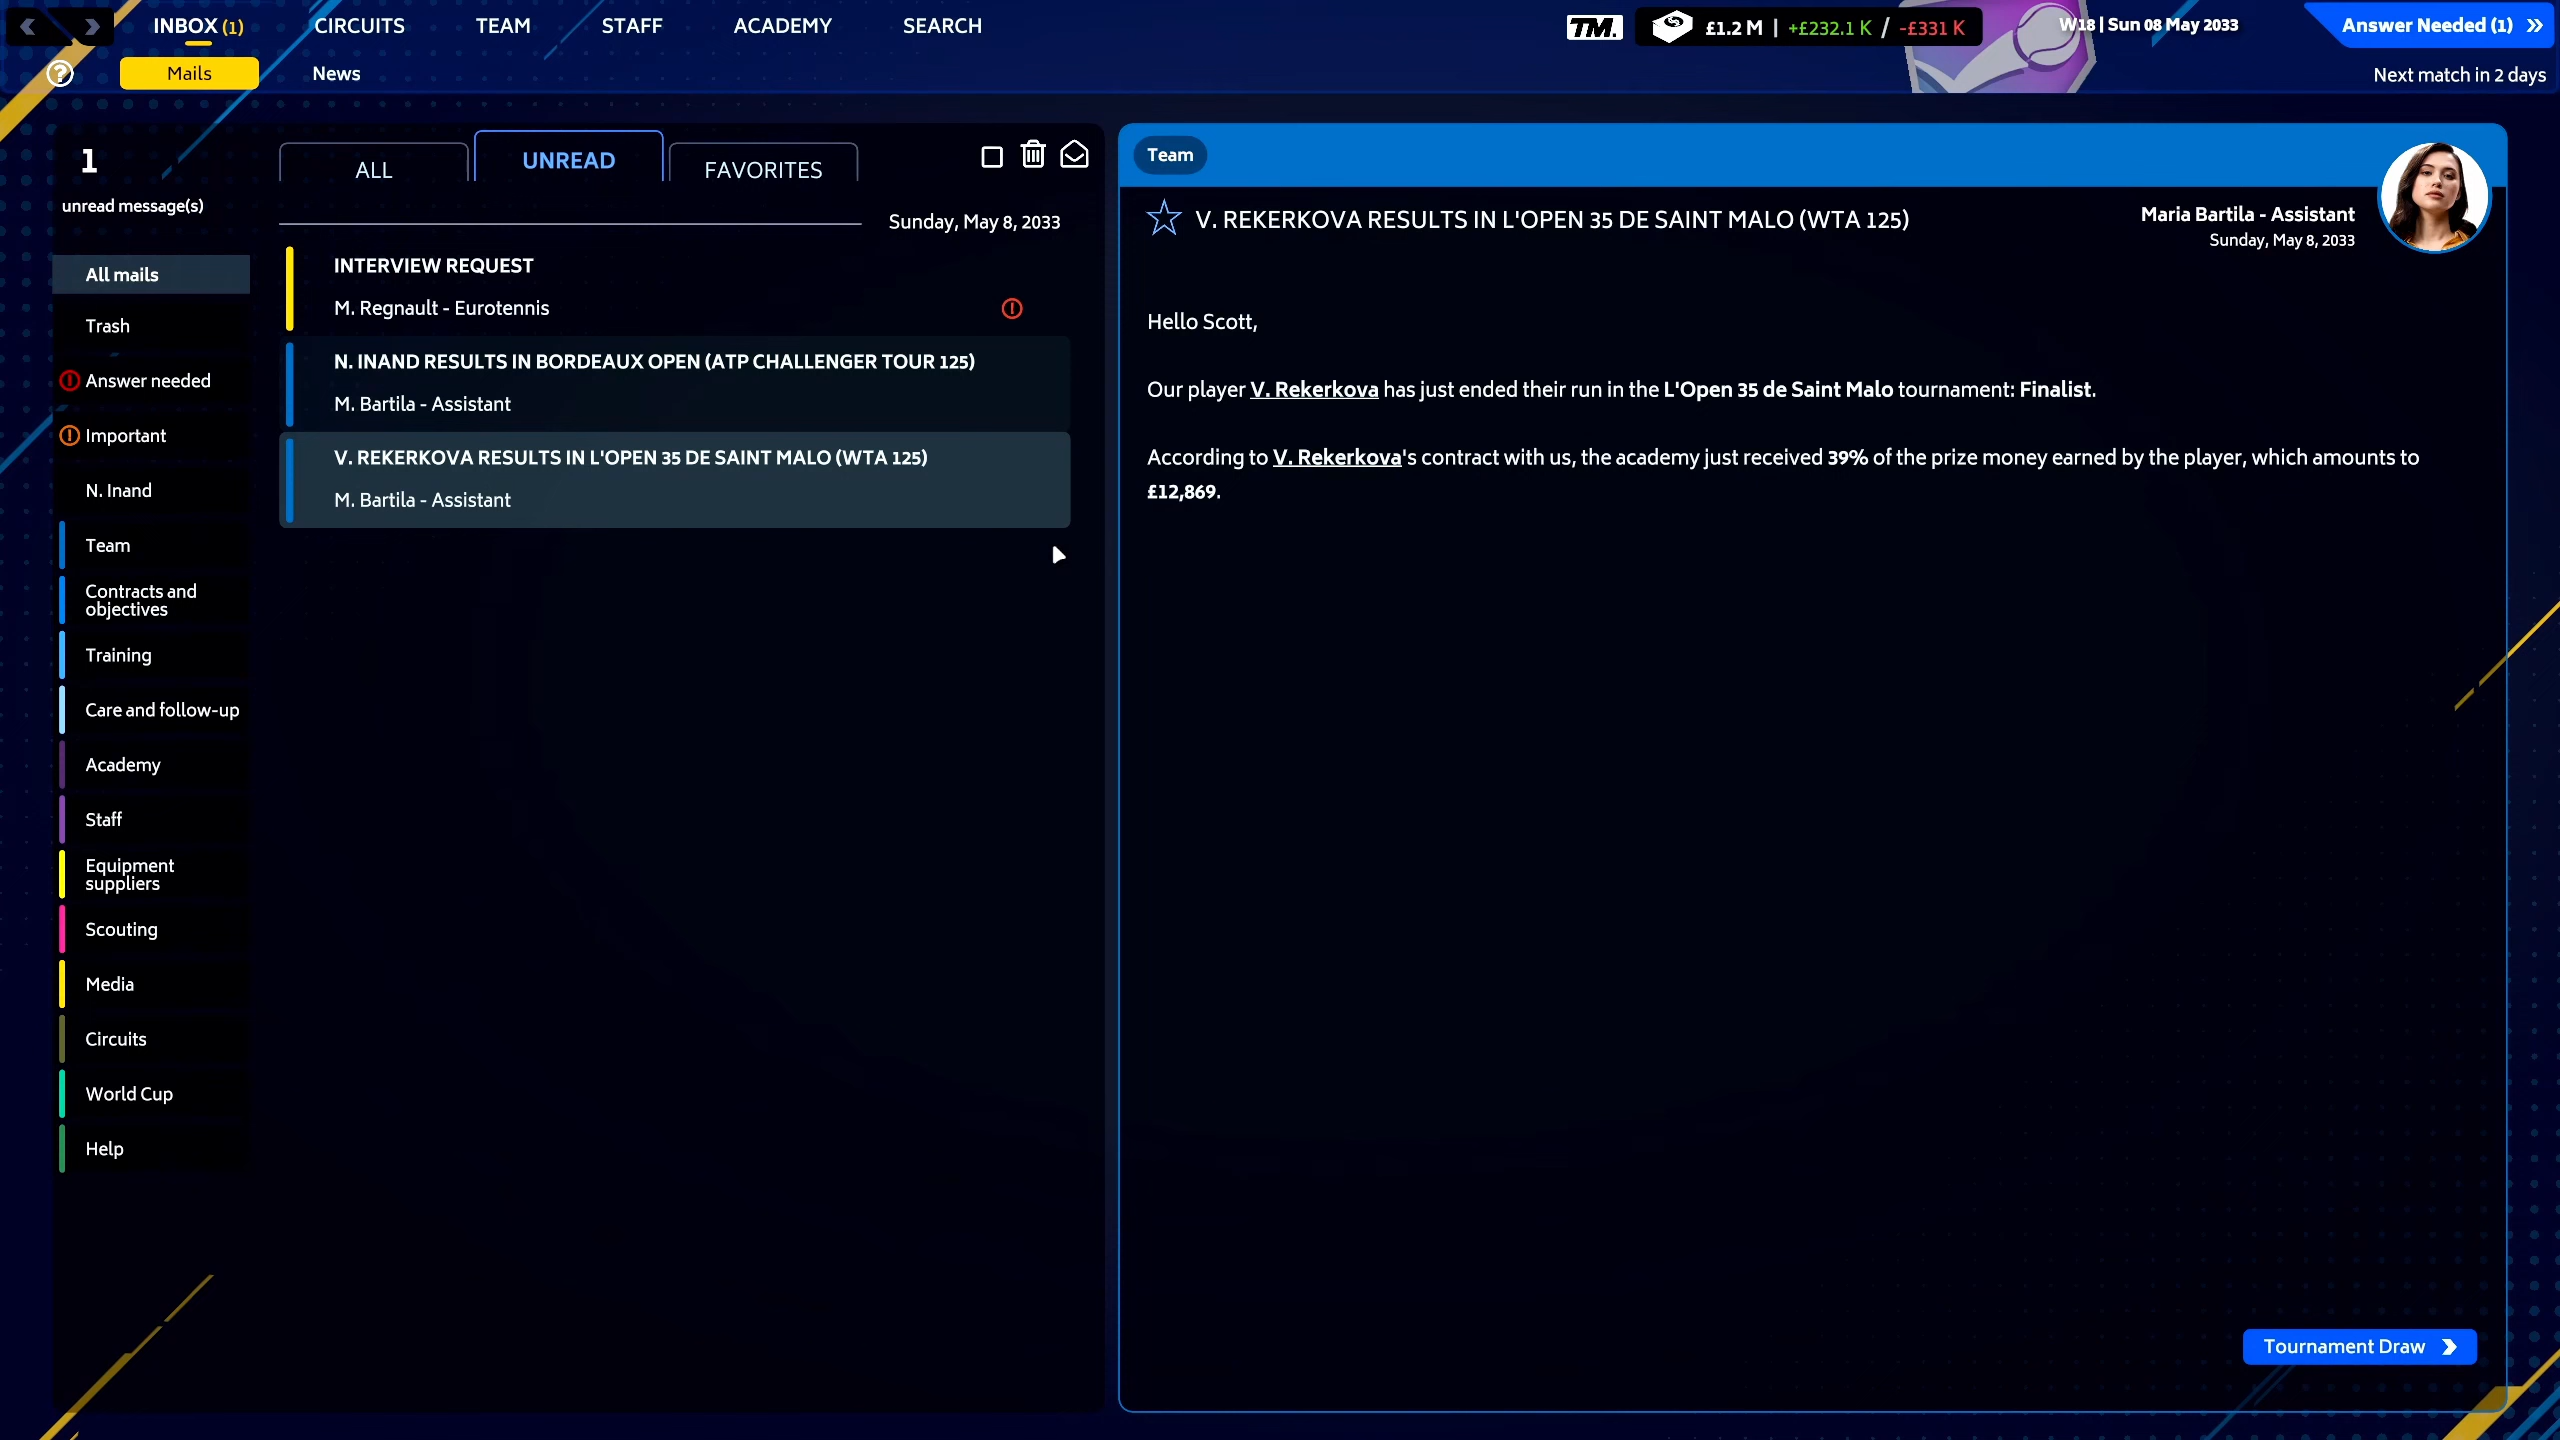 INBOX (1)
CIRCUITS
TEAM
STAFF
ACADEMY
SEARCH
TM.
£1.2 M | +£232.1 K / -£331 K
W18 | Sun 08 May 2033
Answer Needed (1)
Mails
News
Next match in 2 days
1
unread message(s)
All mails
Trash
Answer needed
Important
N. Inand
Team
Contracts and
objectives
Training
Care and follow-up
Academy
Staff
Equipment
suppliers
Scouting
Media
Circuits
World Cup
Help
ALL
UNREAD
FAVORITES
Sunday, May 8, 2033
INTERVIEW REQUEST
M. Regnault - Eurotennis
N. INAND RESULTS IN BORDEAUX OPEN (ATP CHALLENGER TOUR 125)
M. Bartila - Assistant
V. REKERKOVA RESULTS IN L'OPEN 35 DE SAINT MALO (WTA 125)
M. Bartila - Assistant
Team
V. REKERKOVA RESULTS IN L'OPEN 35 DE SAINT MALO (WTA 125)
Maria Bartila - Assistant
Sunday, May 8, 2033
Hello Scott,
Our player V. Rekerkova has just ended their run in the L'Open 35 de Saint Malo tournament: Finalist.
According to V. Rekerkova's contract with us, the academy just received 39% of the prize money earned by the player, which amounts to
£12,869.
Tournament Draw